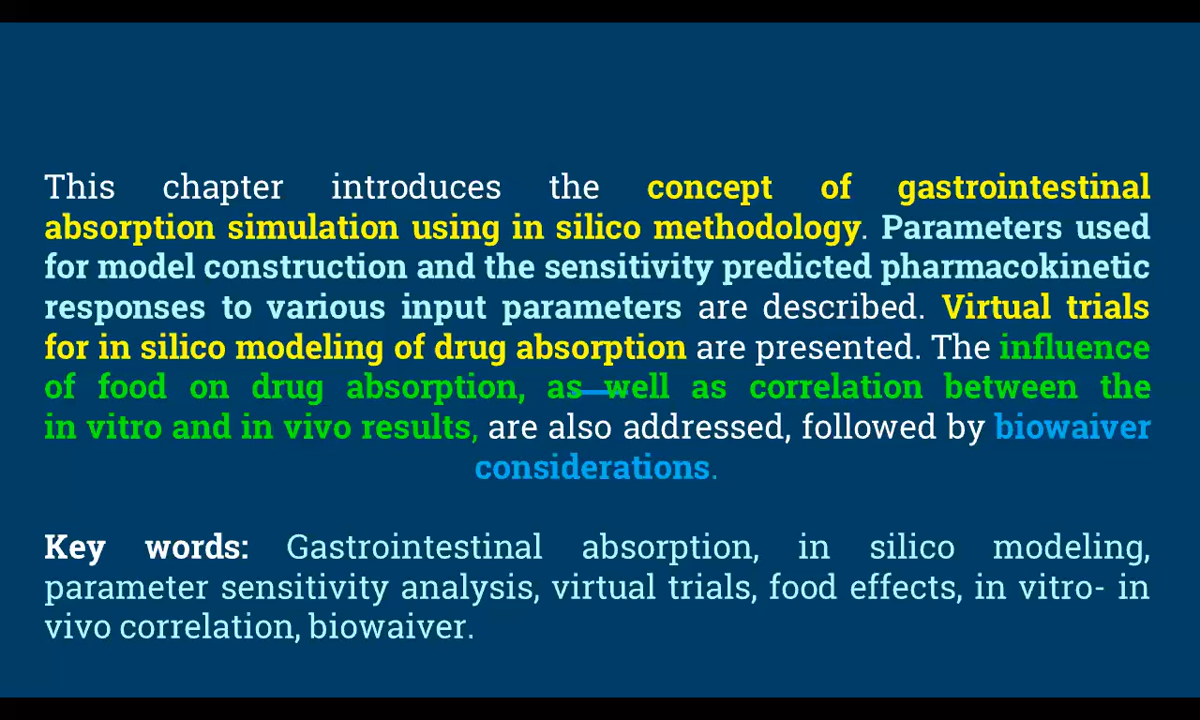 This chapter introduces the concept of gastrointestinal
absorption simulation using in silico methodology. Parameters used
for model construction and the sensitivity predicted pharmacokinetic
responses to various input parameters are described. Virtual trials
for in silico modeling of drug absorption are presented. The influence
of food on drug absorption, as well as correlation between the
in vitro and in vivo results, are also addressed, followed by biowaiver
considerations.
Key words: Gastrointestinal absorption, in silico modeling,
parameter sensitivity analysis, virtual trials, food effects, in vitro- in
vivo correlation, biowaiver.